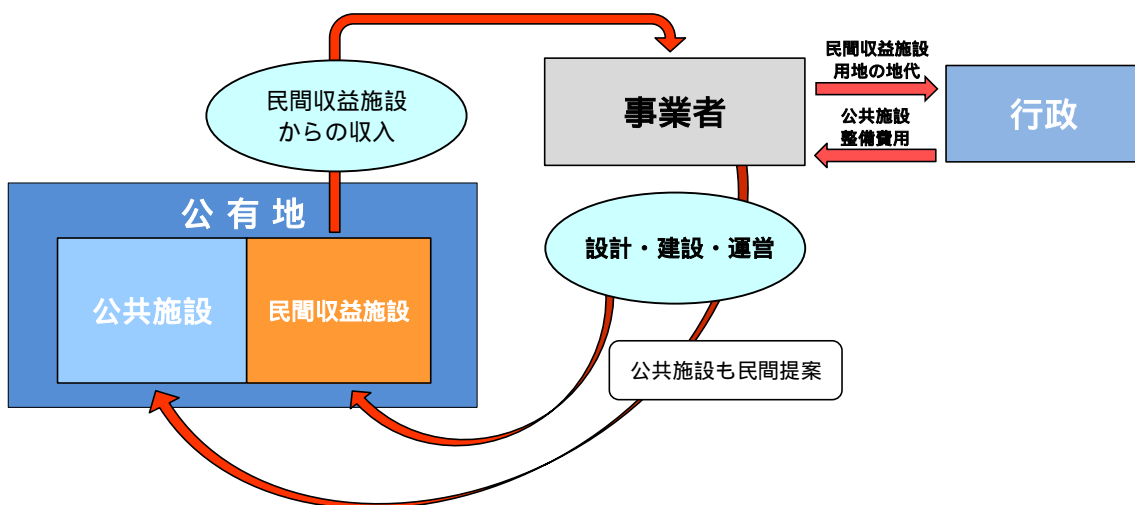 民間収益施設
からの収入
事業者
民間収益施設
用地の地代
公共施設
整備費用
行政
公有地
公共施設
民間収益施設
設計・建設・運営
公共施設も民間提案